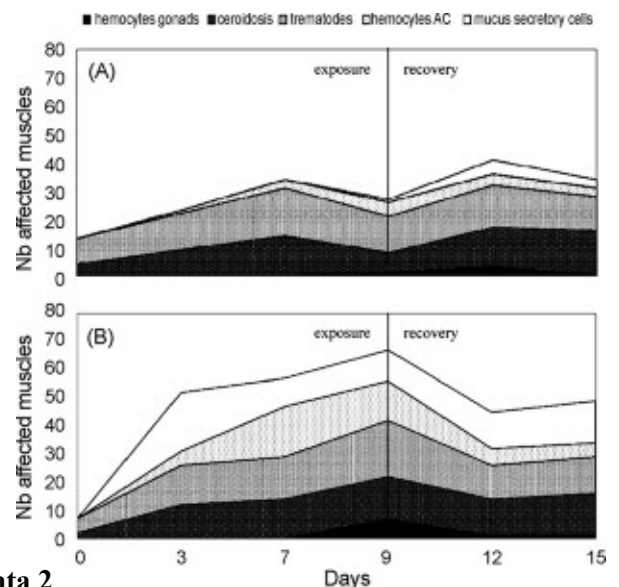 ■ hemocytes gonads ■ ceroidosis ■ trematodes □ hemocytes AC □ mucus secretory cells
80
(A) exposure recovery
70
60
50
40
30
20
10
0
Nb affected muscles
80
(B) exposure recovery
70
60
50
40
30
20
10
0
Nb affected muscles
0 3 7 9 12 15
Days
ta 2